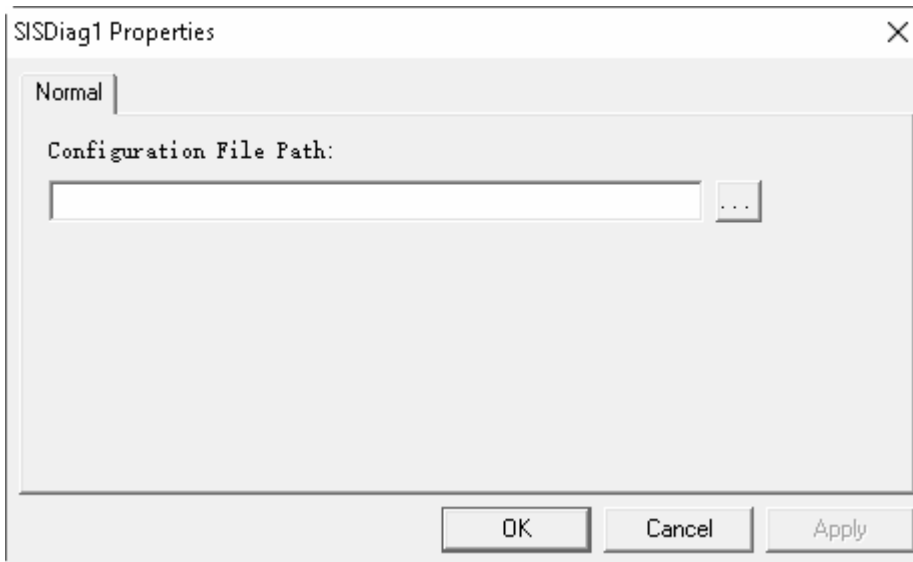 SISDiag1 Properties
Normal
Configuration File Path:
...
OK Cancel Apply